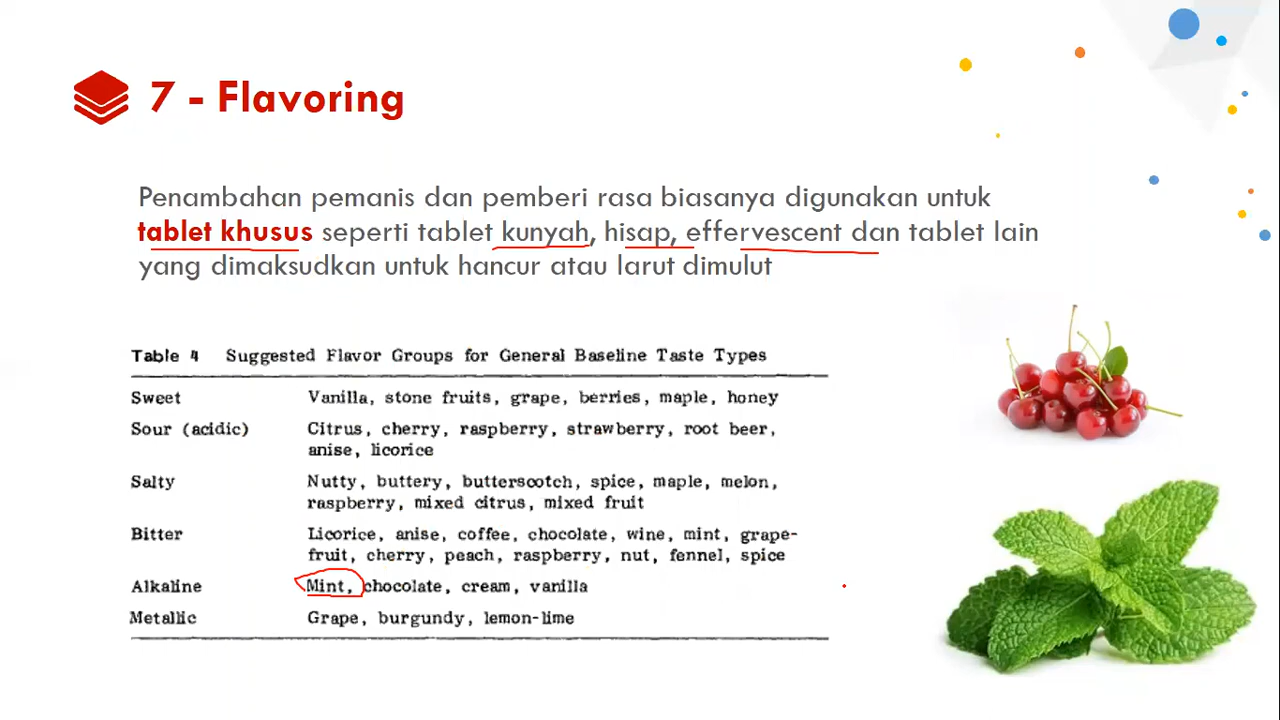 7 - Flavoring
Penambahan pemanis dan pemberi rasa biasanya digunakan untuk
tablet khusus seperti tablet kunyah, hisap, effervescent dan tablet lain
yang dimaksudkan untuk hancur atau larut dimulut
Table 4 Suggested Flavor Groups for General Baseline Taste Types
Sweet Vanilla, stone fruits, grape, berries, maple, honey
Sour (acidic) Citrus, cherry, raspberry, strawberry, root beer,
anise, licorice
Salty Nutty, buttery, butterscotch, spice, maple, melon,
raspberry, mixed citrus, mixed fruit
Bitter Licorice, anise, coffee, chocolate, wine, mint, grape-
fruit, cherry, peach, raspberry, nut, fennel, spice
Alkaline Mint, chocolate, cream, vanilla
Metallic Grape, burgundy, lemon-lime